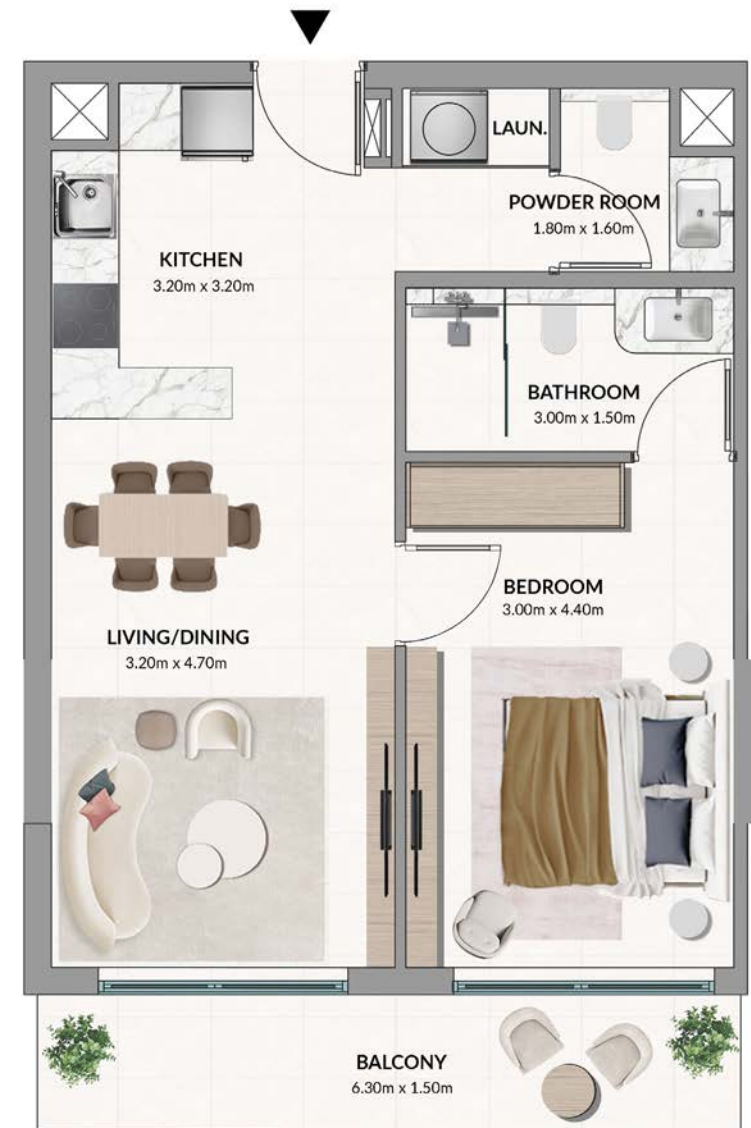 LAUN.
POWDER ROOM
1.80m x 1.60m
KITCHEN
3.20m x 3.20m
BATHROOM
3.00m x 1.50m
BEDROOM
3.00m x 4.40m
LIVING/DINING
3.20m x 4.70m
BALCONY
6.30m x 1.50m